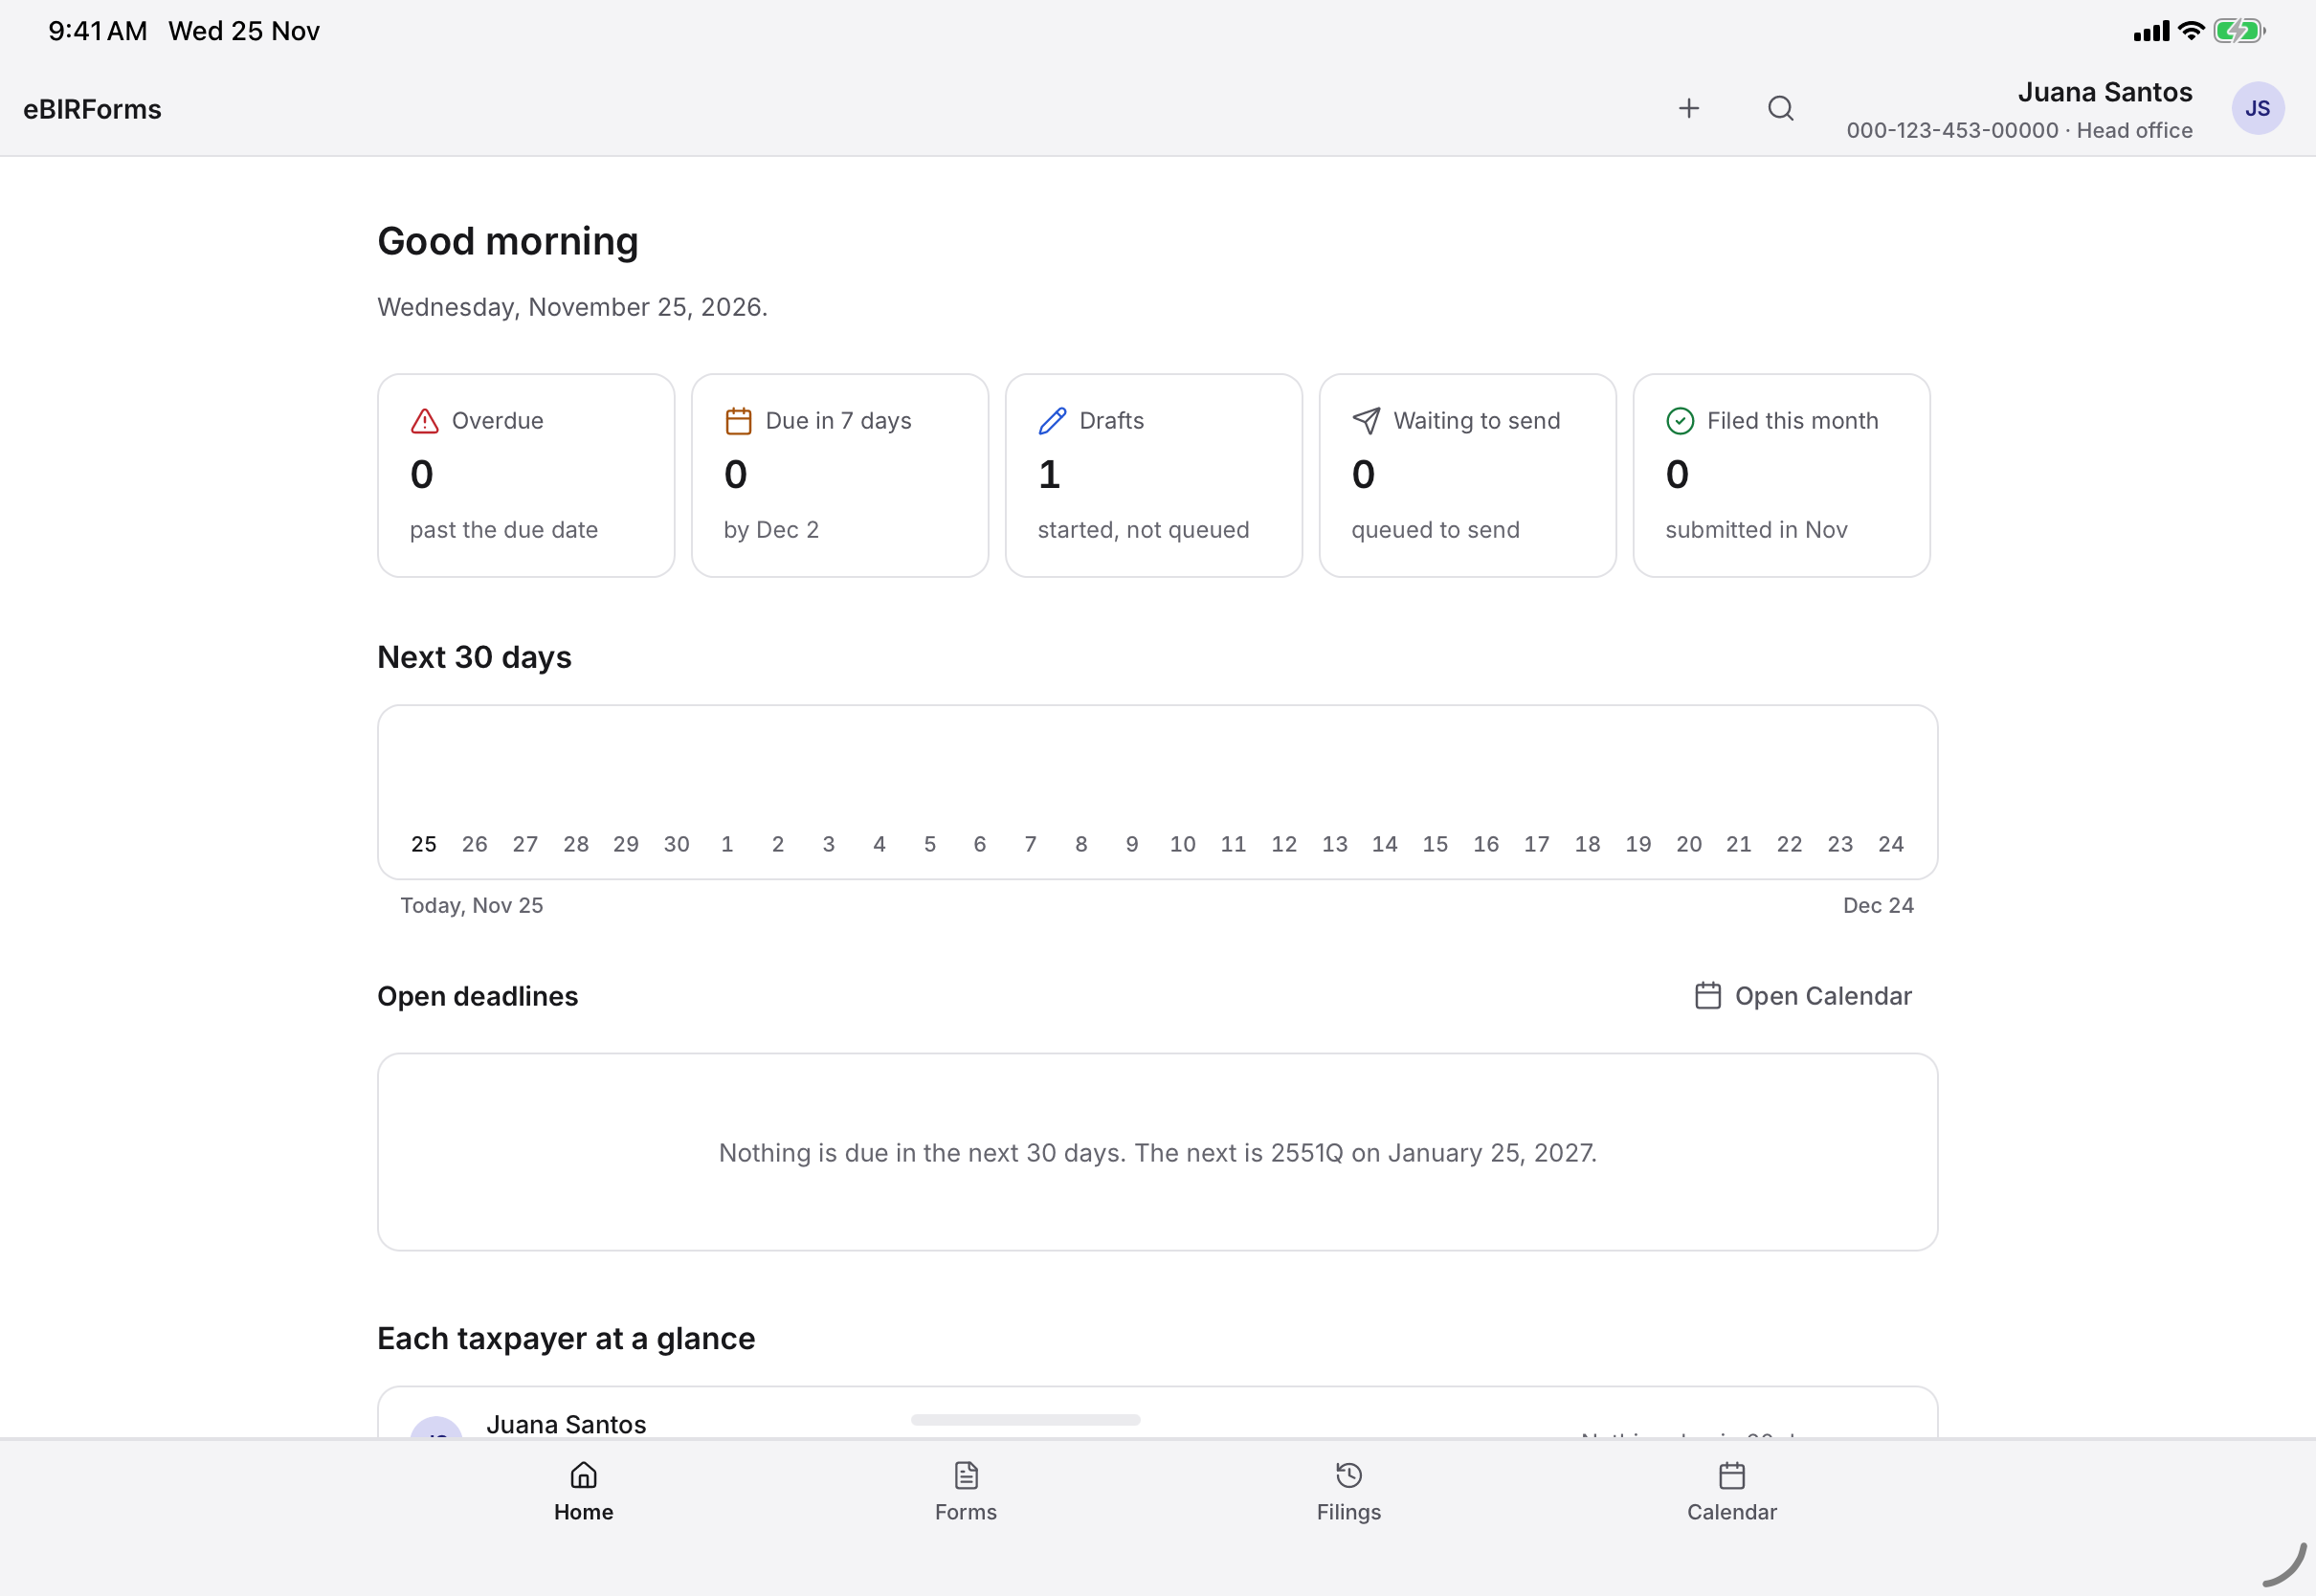 9:41 AM Wed 25 Nov
eBIRForms
Juana Santos
000-123-453-00000 · Head office
JS
Good morning
Wednesday, November 25, 2026.
Overdue
0
past the due date
Due in 7 days
0
by Dec 2
Drafts
1
started, not queued
Waiting to send
0
queued to send
Filed this month
0
submitted in Nov
Next 30 days
25 26 27 28 29 30 1 2 3 4 5 6 7 8 9 10 11 12 13 14 15 16 17 18 19 20 21 22 23 24
Today, Nov 25
Dec 24
Open deadlines
Open Calendar
Nothing is due in the next 30 days. The next is 2551Q on January 25, 2027.
Each taxpayer at a glance
Juana Santos
Home
Forms
Filings
Calendar